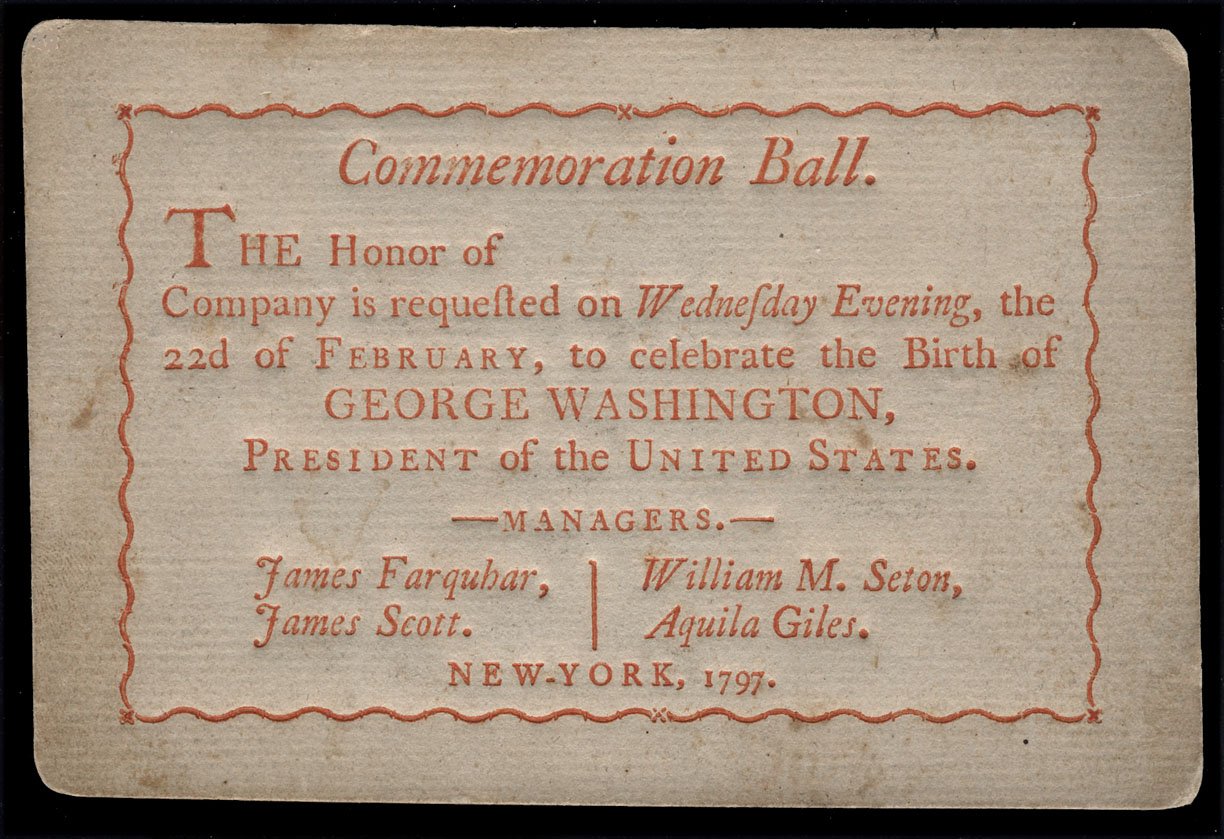 Commemoration Ball.
THE Honor of
Company is requeſted on Wedneſday Evening, the
22d of FEBRUARY, to celebrate the Birth of
GEORGE WASHINGTON,
PRESIDENT of the UNITED STATES.
—MANAGERS.—
James Farquhar, | William M. Seton,
James Scott. | Aquila Giles.
NEW-YORK, 1797.